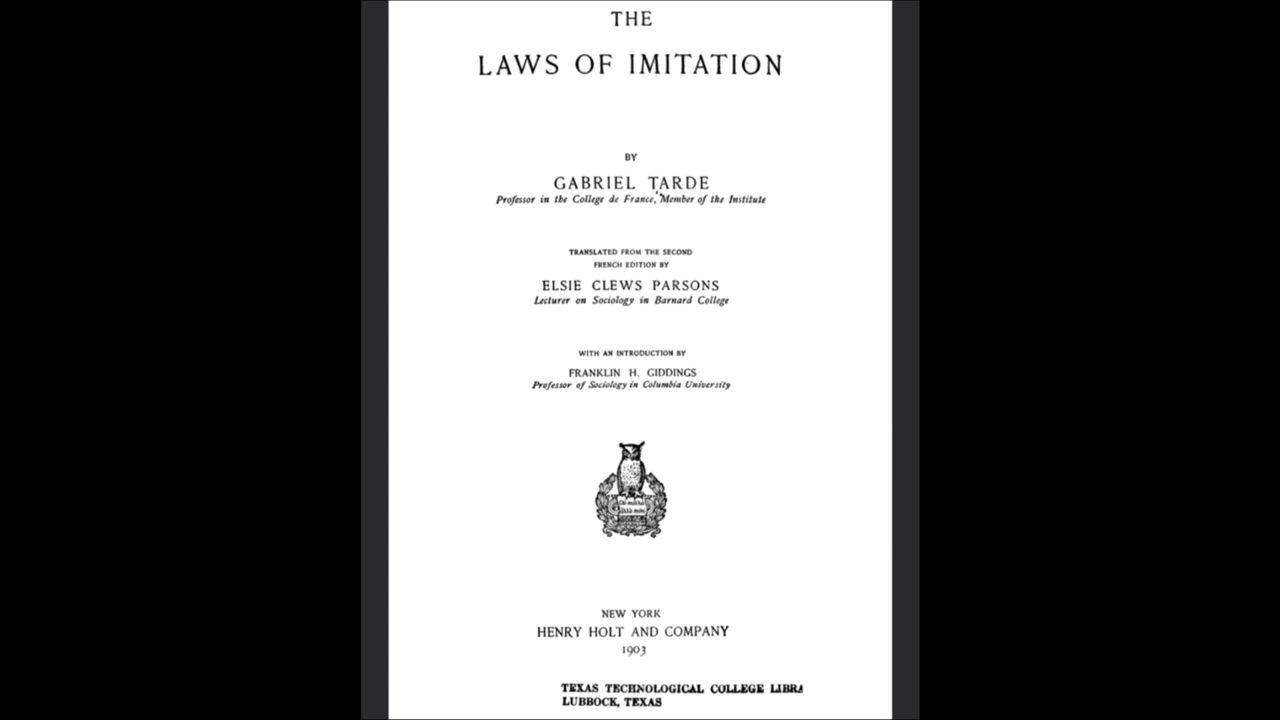 THE
LAWS OF IMITATION
BY
GABRIEL TARDE
Professor in the College de France, Member of the Institute
TRANSLATED FROM THE SECOND
FRENCH EDITION BY
ELSIE CLEWS PARSONS
Lecturer on Sociology in Barnard College
WITH AN INTRODUCTION BY
FRANKLIN H. GIDDINGS
Professor of Sociology in Columbia University
NEW YORK
HENRY HOLT AND COMPANY
1903
TEXAS TECHNOLOGICAL COLLEGE LIBRA
LUBBOCK, TEXAS